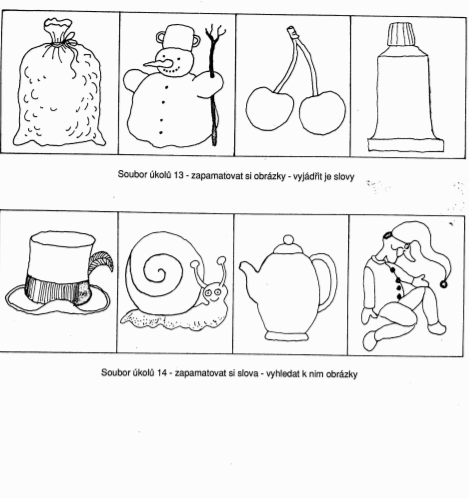 Soubor úkolů 13 - zapamatovat si obrázky - vyjádřit je slovy
Soubor úkolů 14 - zapamatovat si slova - vyhledat k nim obrázky